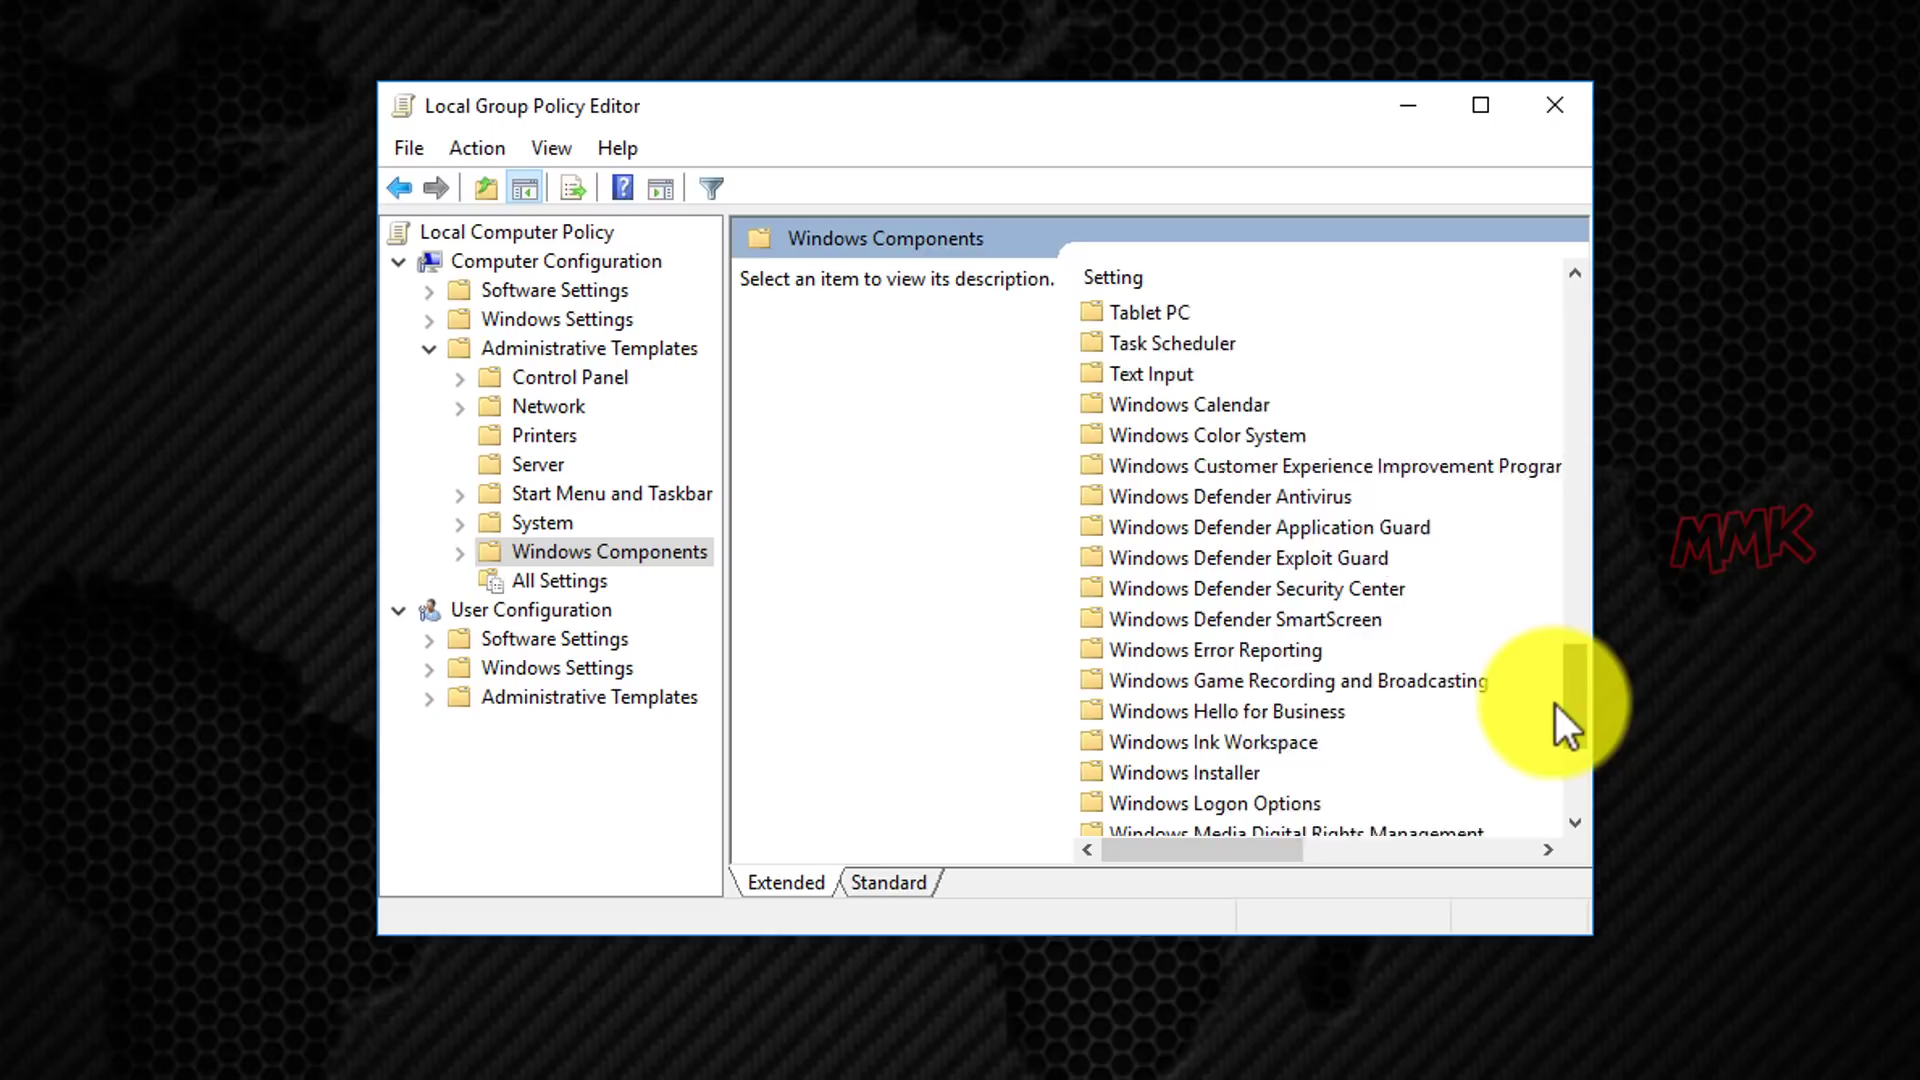 Local Group Policy Editor
File Action View Help
Local Computer Policy
Computer Configuration
Software Settings
Windows Settings
Administrative Templates
Control Panel
Network
Printers
Server
Start Menu and Taskbar
System
Windows Components
All Settings
User Configuration
Software Settings
Windows Settings
Administrative Templates
Windows Components
Select an item to view its description.
Setting
Tablet PC
Task Scheduler
Text Input
Windows Calendar
Windows Color System
Windows Customer Experience Improvement Prograr
Windows Defender Antivirus
Windows Defender Application Guard
Windows Defender Exploit Guard
Windows Defender Security Center
Windows Defender SmartScreen
Windows Error Reporting
Windows Game Recording and Broadcasting
Windows Hello for Business
Windows Ink Workspace
Windows Installer
Windows Logon Options
Windows Media Digital Rights Management
Extended Standard
MMK